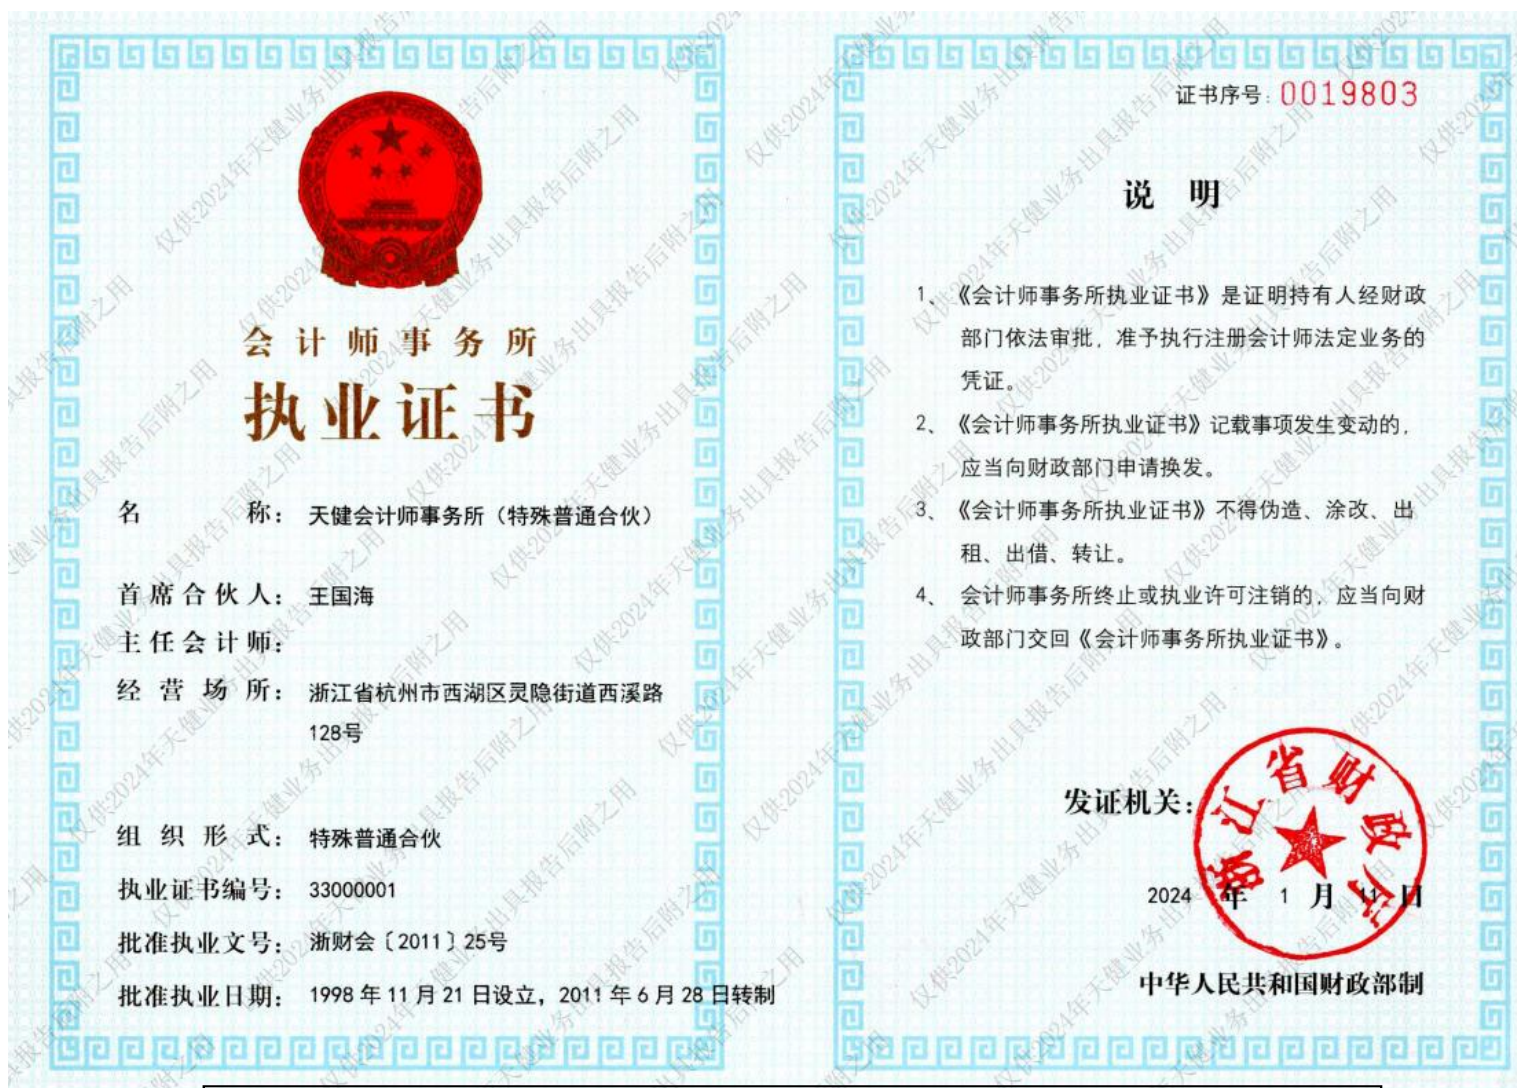 会计师事务所
执业证书
名 称： 天健会计师事务所（特殊普通合伙）
首席合伙人： 王国海
主任会计师：
经营场所： 浙江省杭州市西湖区灵隐街道西溪路
128号
组织形式： 特殊普通合伙
执业证书编号： 33000001
批准执业文号： 浙财会〔2011〕25号
批准执业日期： 1998年11月21日设立，2011年6月28日转制
证书序号：0019803
说 明
1、《会计师事务所执业证书》是证明持有人经财政
部门依法审批，准予执行注册会计师法定业务的
凭证。
2、《会计师事务所执业证书》记载事项发生变动的，
应当向财政部门申请换发。
3、《会计师事务所执业证书》不得伪造、涂改、出
租、出借、转让。
4、会计师事务所终止或执业许可注销的，应当向财
政部门交回《会计师事务所执业证书》。
发证机关：
浙江省财政厅
2024 年 1 月 11 日
中华人民共和国财政部制
仅供2024年天健业务出具报告后附之用